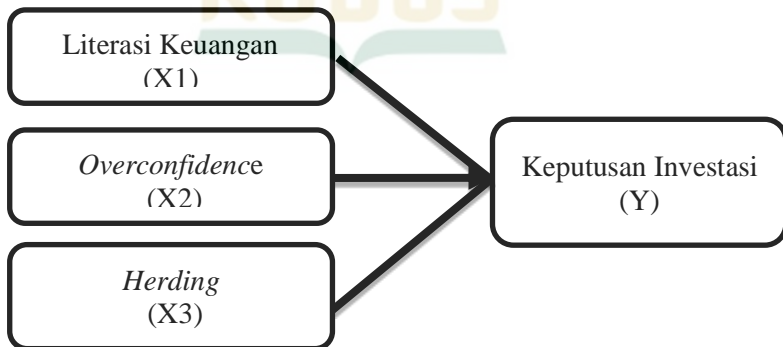 Literasi Keuangan
(X1)
Overconfidence
(X2)
Herding
(X3)
Keputusan Investasi
(Y)